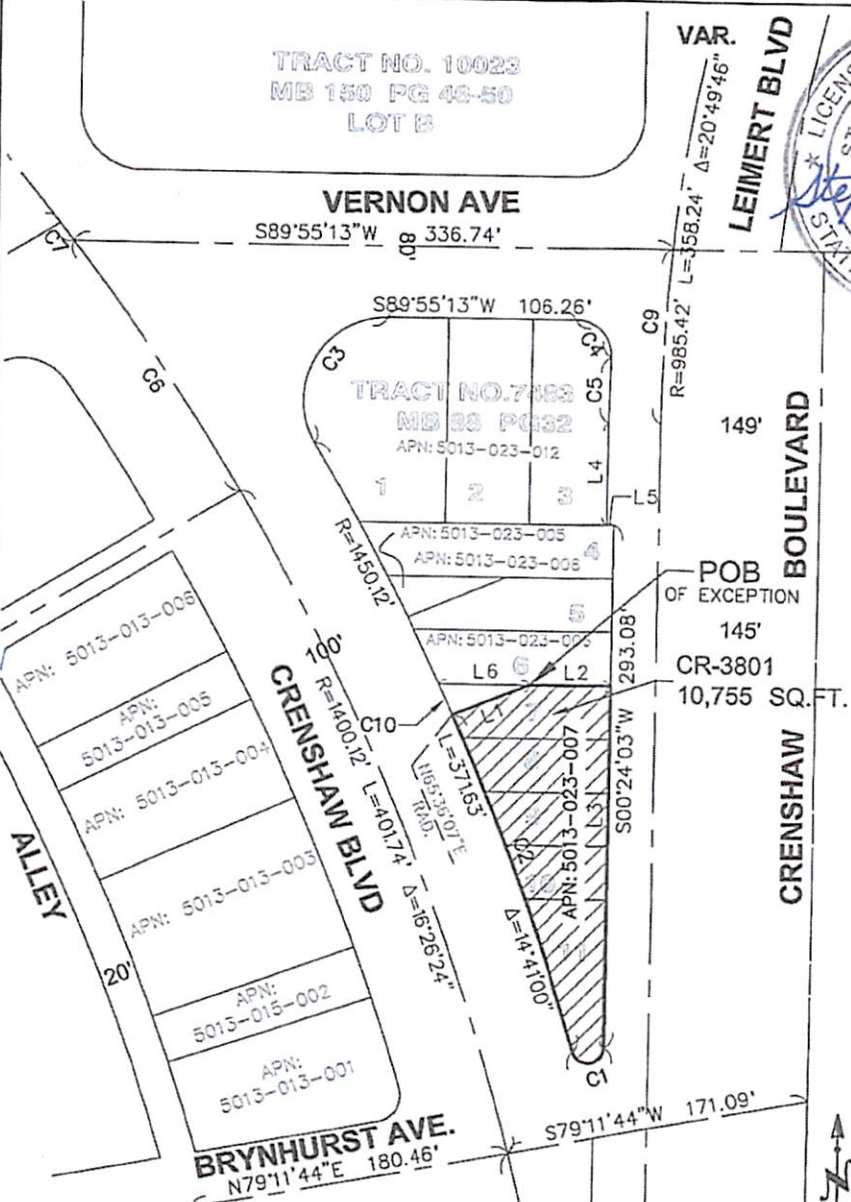 TRACT NO. 10023
MB 150 PG 46-50
LOT B
VAR.
LEIMERT BLVD
LICENS
STAT
VERNON AVE
S89°55'13"W 336.74'
80'
R=985.42' L=358.24' Δ=20°49'46"
C7
C6
C9
S89°55'13"W 106.26'
C3
C4
C5
TRACT NO.7483
MB 88 PG32
APN: 5013-023-012
L4
1
2
3
L5
149'
APN: 5013-023-005
APN: 5013-023-008
4
5
APN: 5013-023-006
6
L6
L2
POB
OF EXCEPTION
145'
CR-3801
10,755 SQ.FT.
CRENSHAW BOULEVARD
293.08'
S00°24'03"W
R=1450.12'
L=371.63'
Δ=14°41'00"
C10
L1
N65°36'07"E
RAD.
7
8
9
10
11
C2
APN: 5013-023-007
L3
C1
100'
R=1400.12' L=401.74' Δ=16°26'24"
CRENSHAW BLVD
APN: 5013-013-006
APN:
5013-013-005
APN: 5013-013-004
APN: 5013-013-003
APN:
5013-015-002
APN:
5013-013-001
ALLEY
20'
BRYNHURST AVE.
N79°11'44"E 180.46'
S79°11'44"W 171.09'